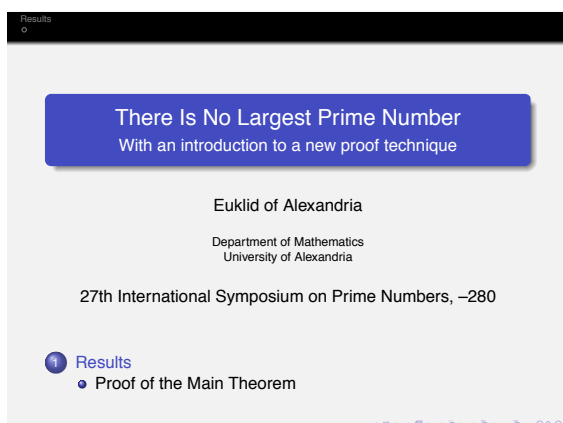 Results
There Is No Largest Prime Number
With an introduction to a new proof technique
Euklid of Alexandria
Department of Mathematics
University of Alexandria
27th International Symposium on Prime Numbers, –280
1 Results
Proof of the Main Theorem